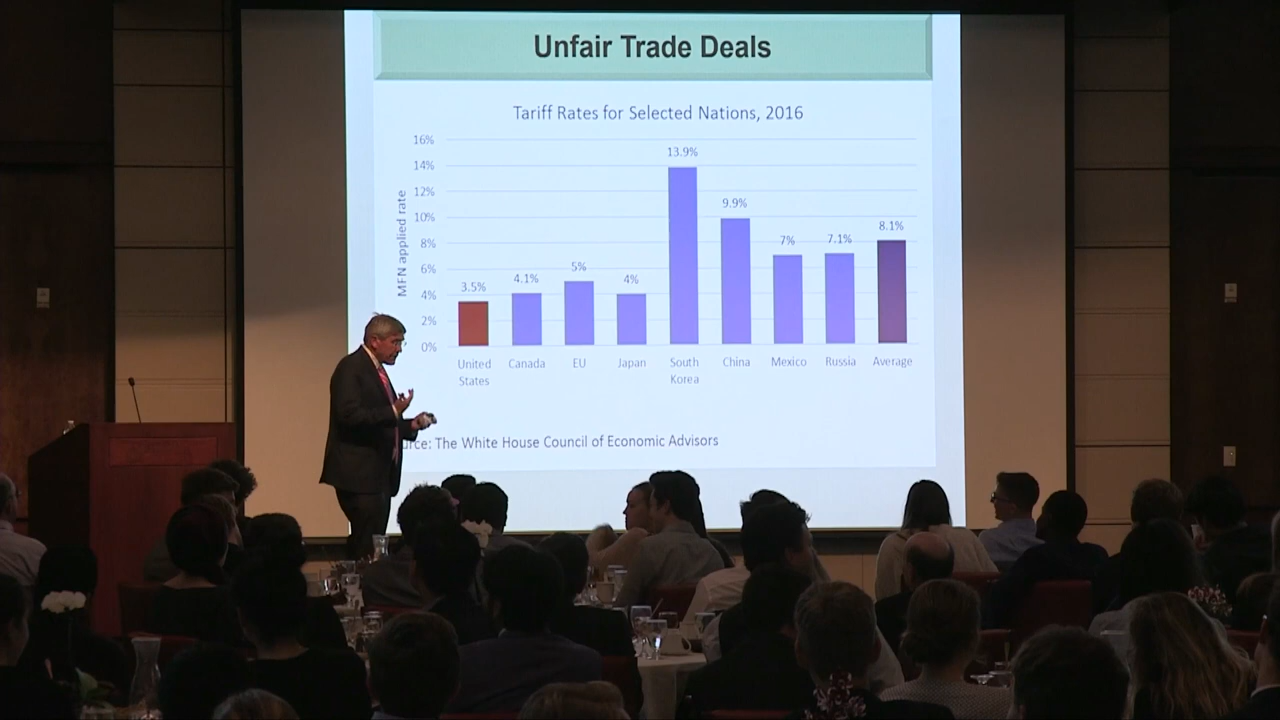 Unfair Trade Deals
Tariff Rates for Selected Nations, 2016
MFN applied rate
16%
14%
12%
10%
8%
6%
4%
2%
0%
3.5%
4.1%
5%
4%
13.9%
9.9%
7%
7.1%
8.1%
United States
Canada
EU
Japan
South Korea
China
Mexico
Russia
Average
The White House Council of Economic Advisors